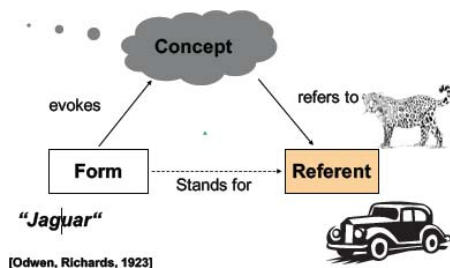 Concept
evokes
refers to
Form
Stands for
Referent
“Jaguar“
[Odwen, Richards, 1923]